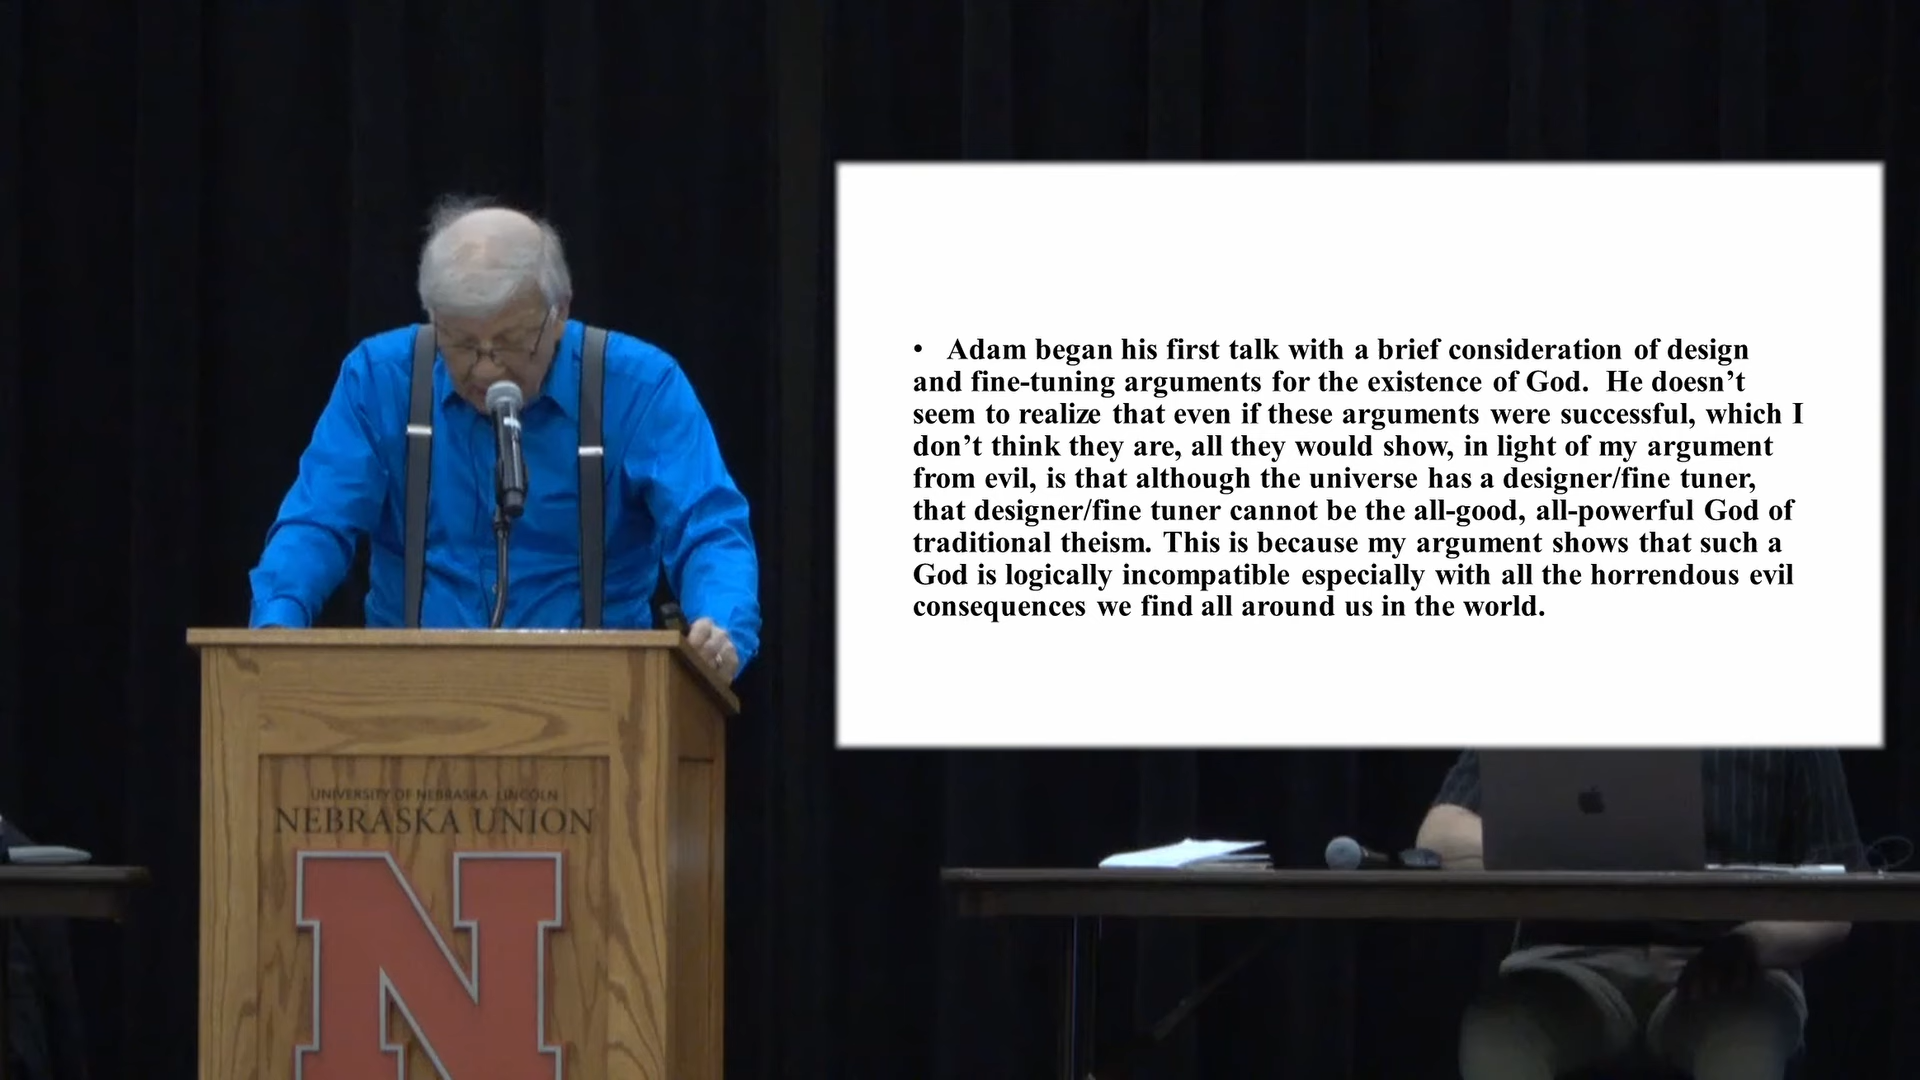 • Adam began his first talk with a brief consideration of design
and fine-tuning arguments for the existence of God.  He doesn’t
seem to realize that even if these arguments were successful, which I
don’t think they are, all they would show, in light of my argument
from evil, is that although the universe has a designer/fine tuner,
that designer/fine tuner cannot be the all-good, all-powerful God of
traditional theism. This is because my argument shows that such a
God is logically incompatible especially with all the horrendous evil
consequences we find all around us in the world.
UNIVERSITY OF NEBRASKA-LINCOLN
NEBRASKA UNION
N